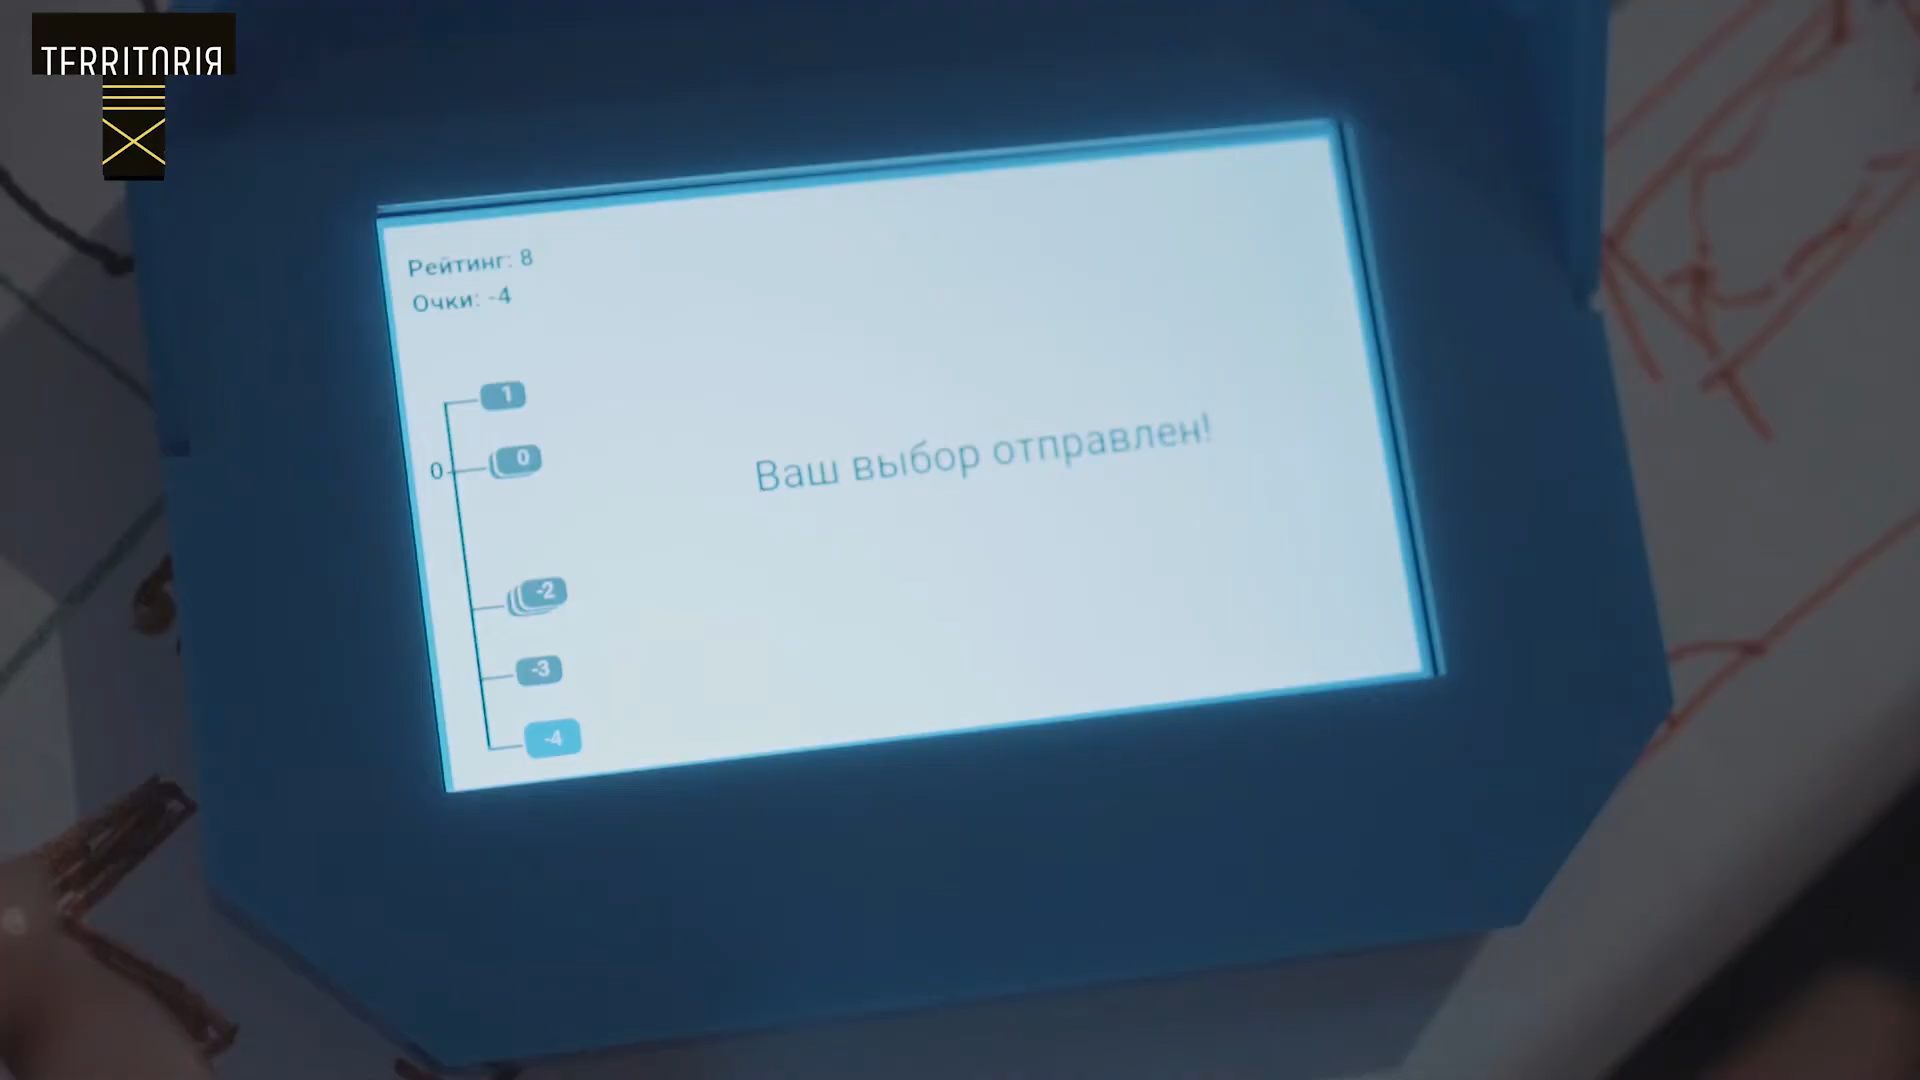 TERRITORIЯ
Рейтинг: 8
Очки: -4
1
0 0
-2
-3
-4
Ваш выбор отправлен!